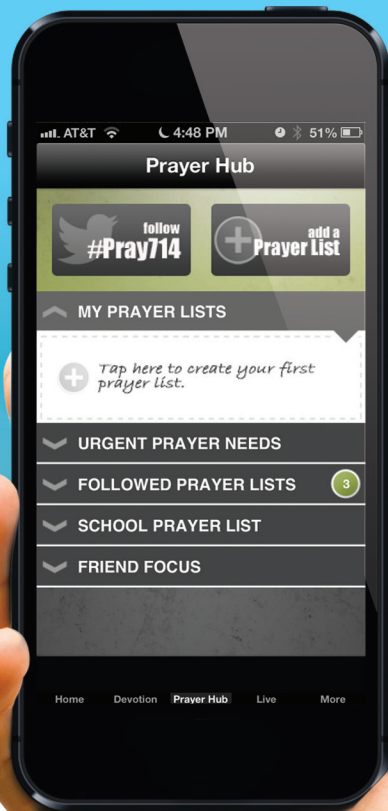 AT&T 4:48 PM 51%
Prayer Hub
follow
#Pray714
add a
Prayer List
MY PRAYER LISTS
Tap here to create your first
prayer list.
URGENT PRAYER NEEDS
FOLLOWED PRAYER LISTS 3
SCHOOL PRAYER LIST
FRIEND FOCUS
Home Devotion Prayer Hub Live More